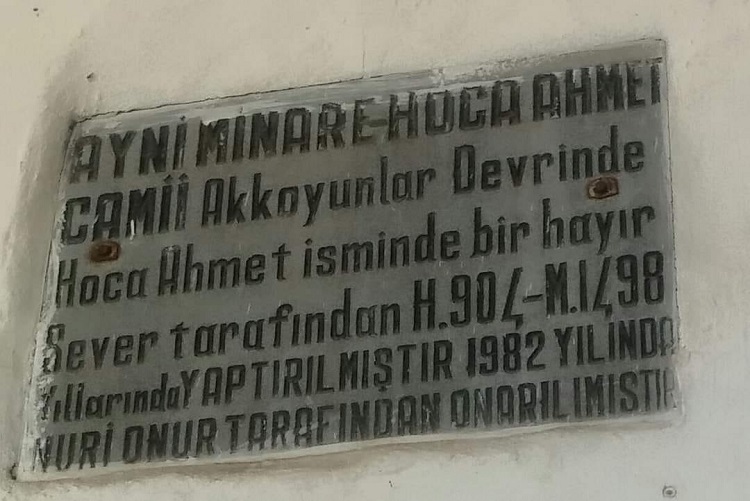 AYNİ MINARE-HOCA AHMET
CAMİİ Akkoyunlar Devrinde
Hoca Ahmet isminde bir hayır
Sever tarafından H.904-M.1498
Yıllarında YAPTIRILMIŞTIR 1982 YILINDA
NURİ ONUR TARAFINDAN ONARILIMIŞTIR